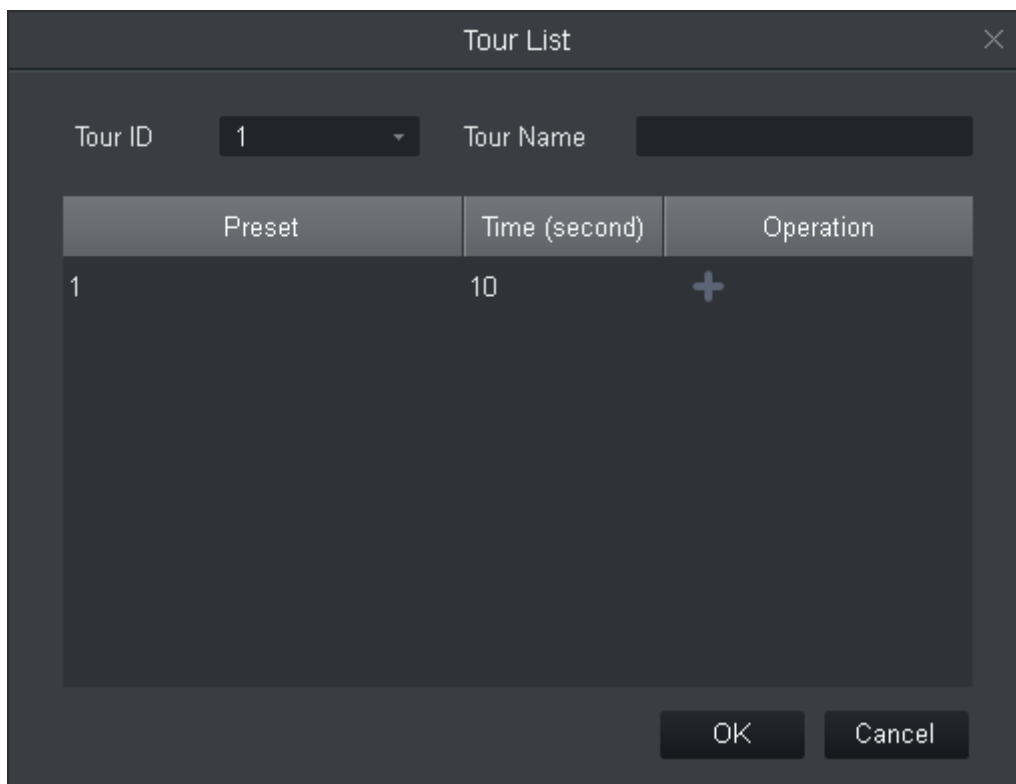 Tour List
Tour ID 1 Tour Name
Preset Time (second) Operation
1 10
OK Cancel